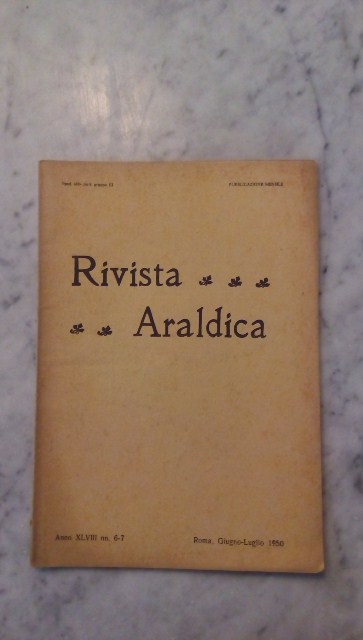 PUBBLICAZIONE MENSILE
Rivista
Araldica
Anno XLVIII nn. 6-7
Roma, Giugno-Luglio 1950